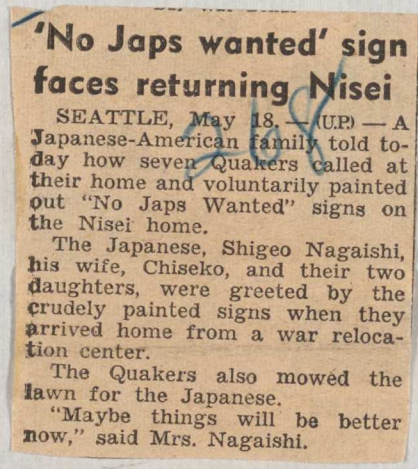 'No Japs wanted' sign
faces returning Nisei
SEATTLE, May 18. — (U.P.) — A
Japanese-American family told to-
day how seven Quakers called at
their home and voluntarily painted
out "No Japs Wanted" signs on
the Nisei home.
The Japanese, Shigeo Nagaishi,
his wife, Chiseko, and their two
daughters, were greeted by the
crudely painted signs when they
arrived home from a war reloca-
tion center.
The Quakers also mowed the
lawn for the Japanese.
"Maybe things will be better
now," said Mrs. Nagaishi.
268